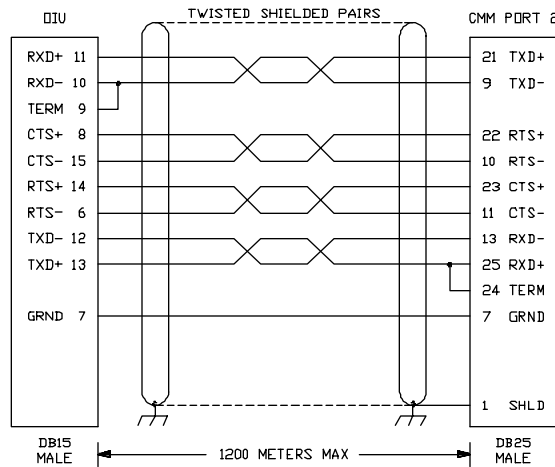 OIU TWISTED SHIELDED PAIRS CMM PORT 2
RXD+ 11 21 TXD+
RXD- 10 9 TXD-
TERM 9
CTS+ 8 22 RTS+
CTS- 15 10 RTS-
RTS+ 14 23 CTS+
RTS- 6 11 CTS-
TXD- 12 13 RXD-
TXD+ 13 25 RXD+
24 TERM
GRND 7 7 GRND
1 SHLD
DB15 MALE
1200 METERS MAX
DB25 MALE